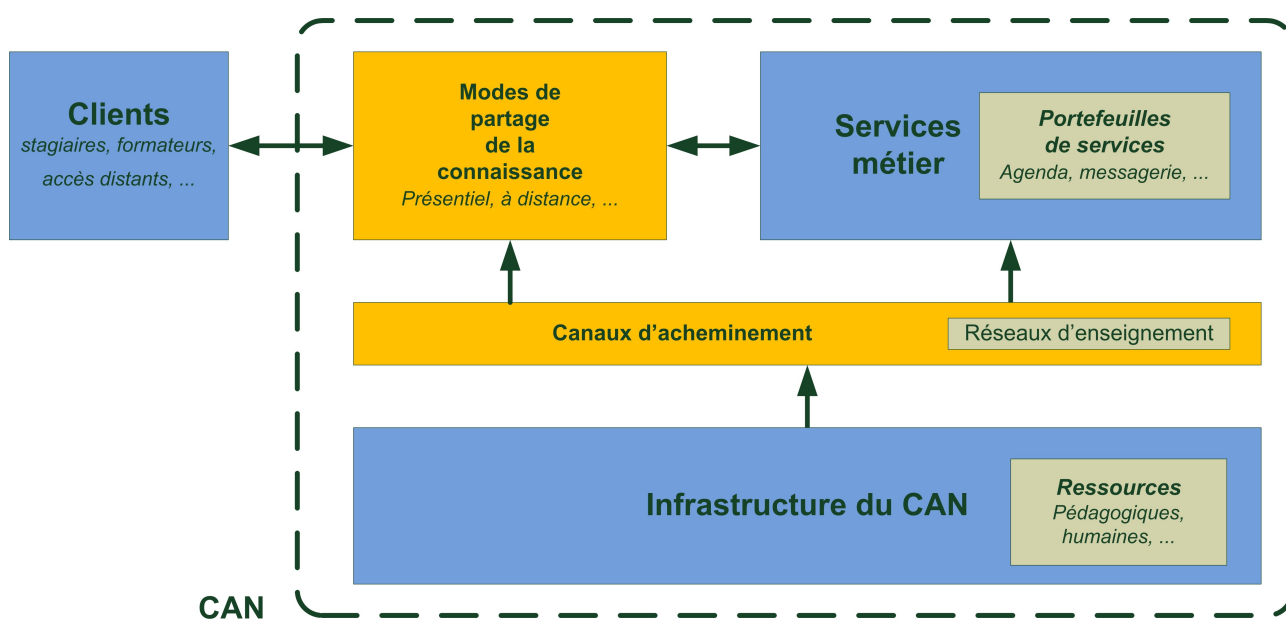 Clients
stagiaires, formateurs,
accès distants, ...
Modes de
partage
de la
connaissance
Présentiel, à distance, ...
Services
métier
Portefeuilles
de services
Agenda, messagerie, ...
Canaux d’acheminement
Réseaux d’enseignement
Infrastructure du CAN
Ressources
Pédagogiques,
humaines, ...
CAN